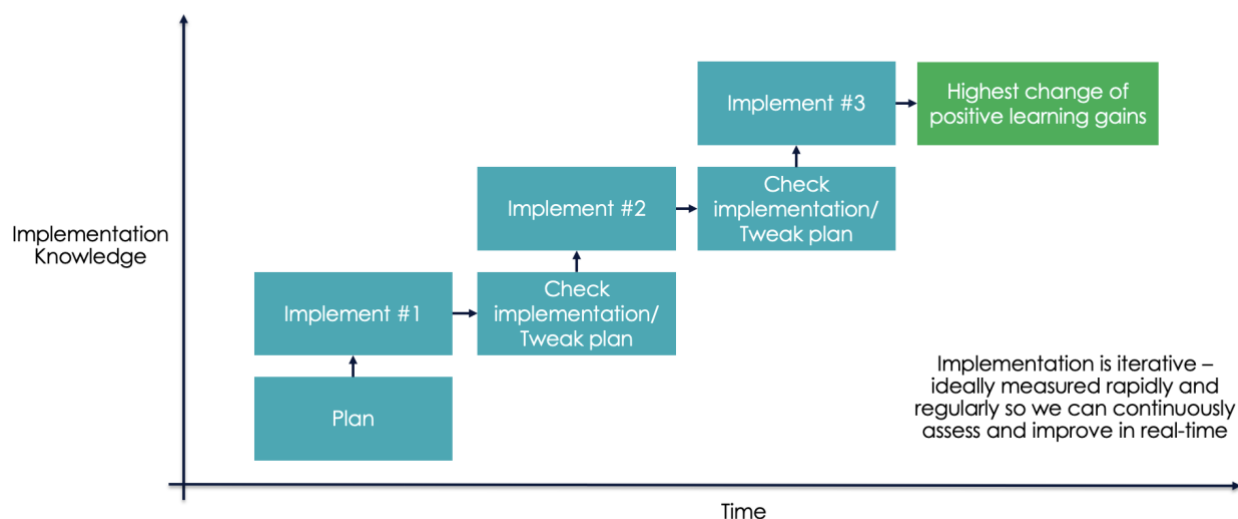 Implement #3
Highest change of
positive learning gains
Implement #2
Check
implementation/
Tweak plan
Implementation
Knowledge
Implement #1
Check
implementation/
Tweak plan
Plan
Implementation is iterative –
ideally measured rapidly and
regularly so we can continuously
assess and improve in real-time
Time